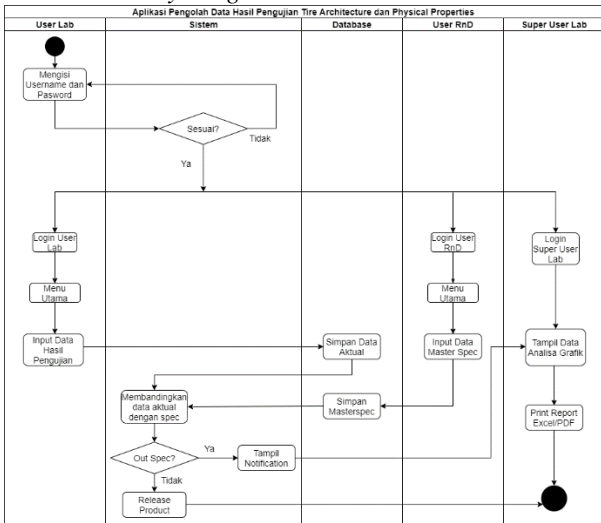 Aplikasi Pengolah Data Hasil Pengujian Tire Architecture dan Physical Properties
User Lab
Sistem
Database
User RnD
Super User Lab
Mengisi
Username dan
Pasword
Sesuai?
Tidak
Ya
Login User
Lab
Login User
RnD
Login
Super User
Lab
Menu
Utama
Menu
Utama
Input Data
Hasil
Pengujian
Simpan Data
Aktual
Input Data
Master Spec
Tampil Data
Analisa Grafik
Membandingkan
data aktual
dengan spec
Simpan
Masterspec
Print Report
Excel/PDF
Out Spec?
Ya
Tampil
Notification
Tidak
Release
Product